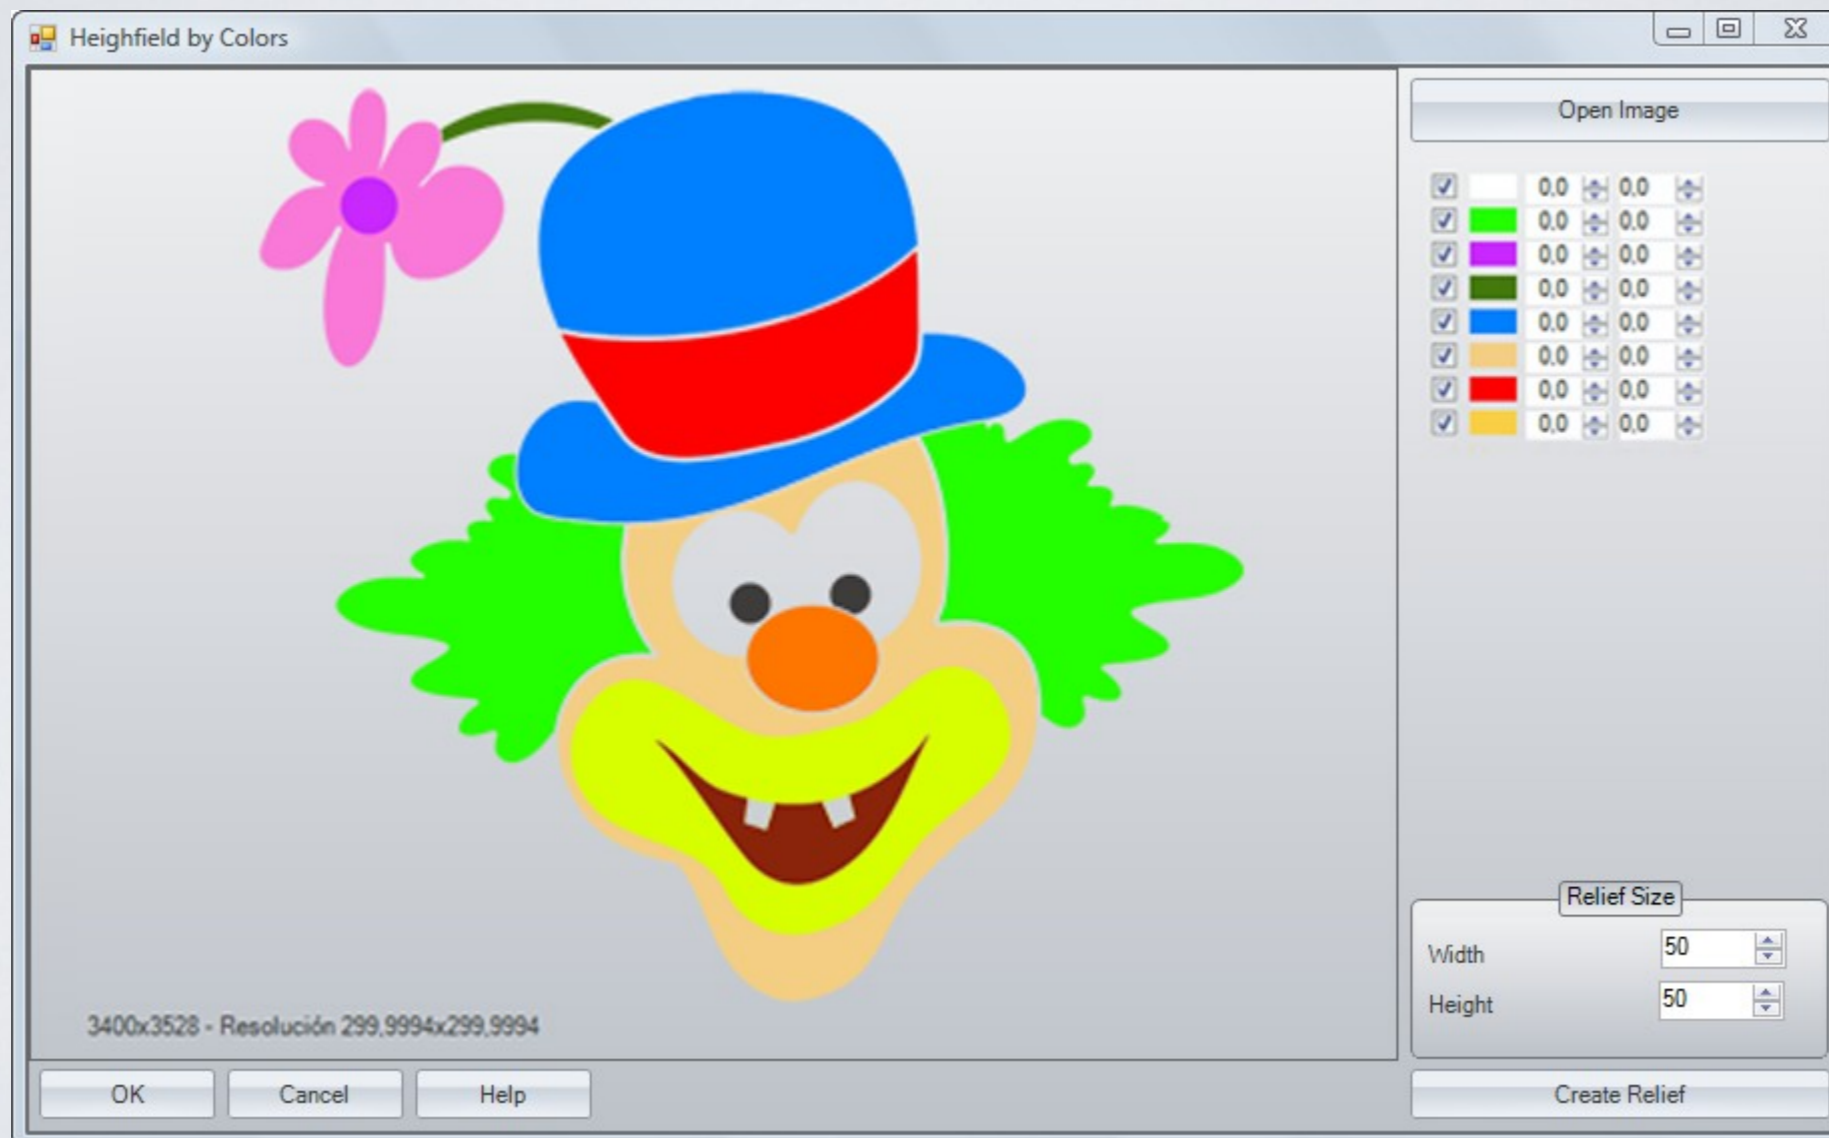 Heighfield by Colors
Open Image
0,0 0,0
0,0 0,0
0,0 0,0
0,0 0,0
0,0 0,0
0,0 0,0
0,0 0,0
0,0 0,0
Relief Size
Width 50
Height 50
3400x3528 - Resolución 299,9994x299,9994
OK Cancel Help Create Relief